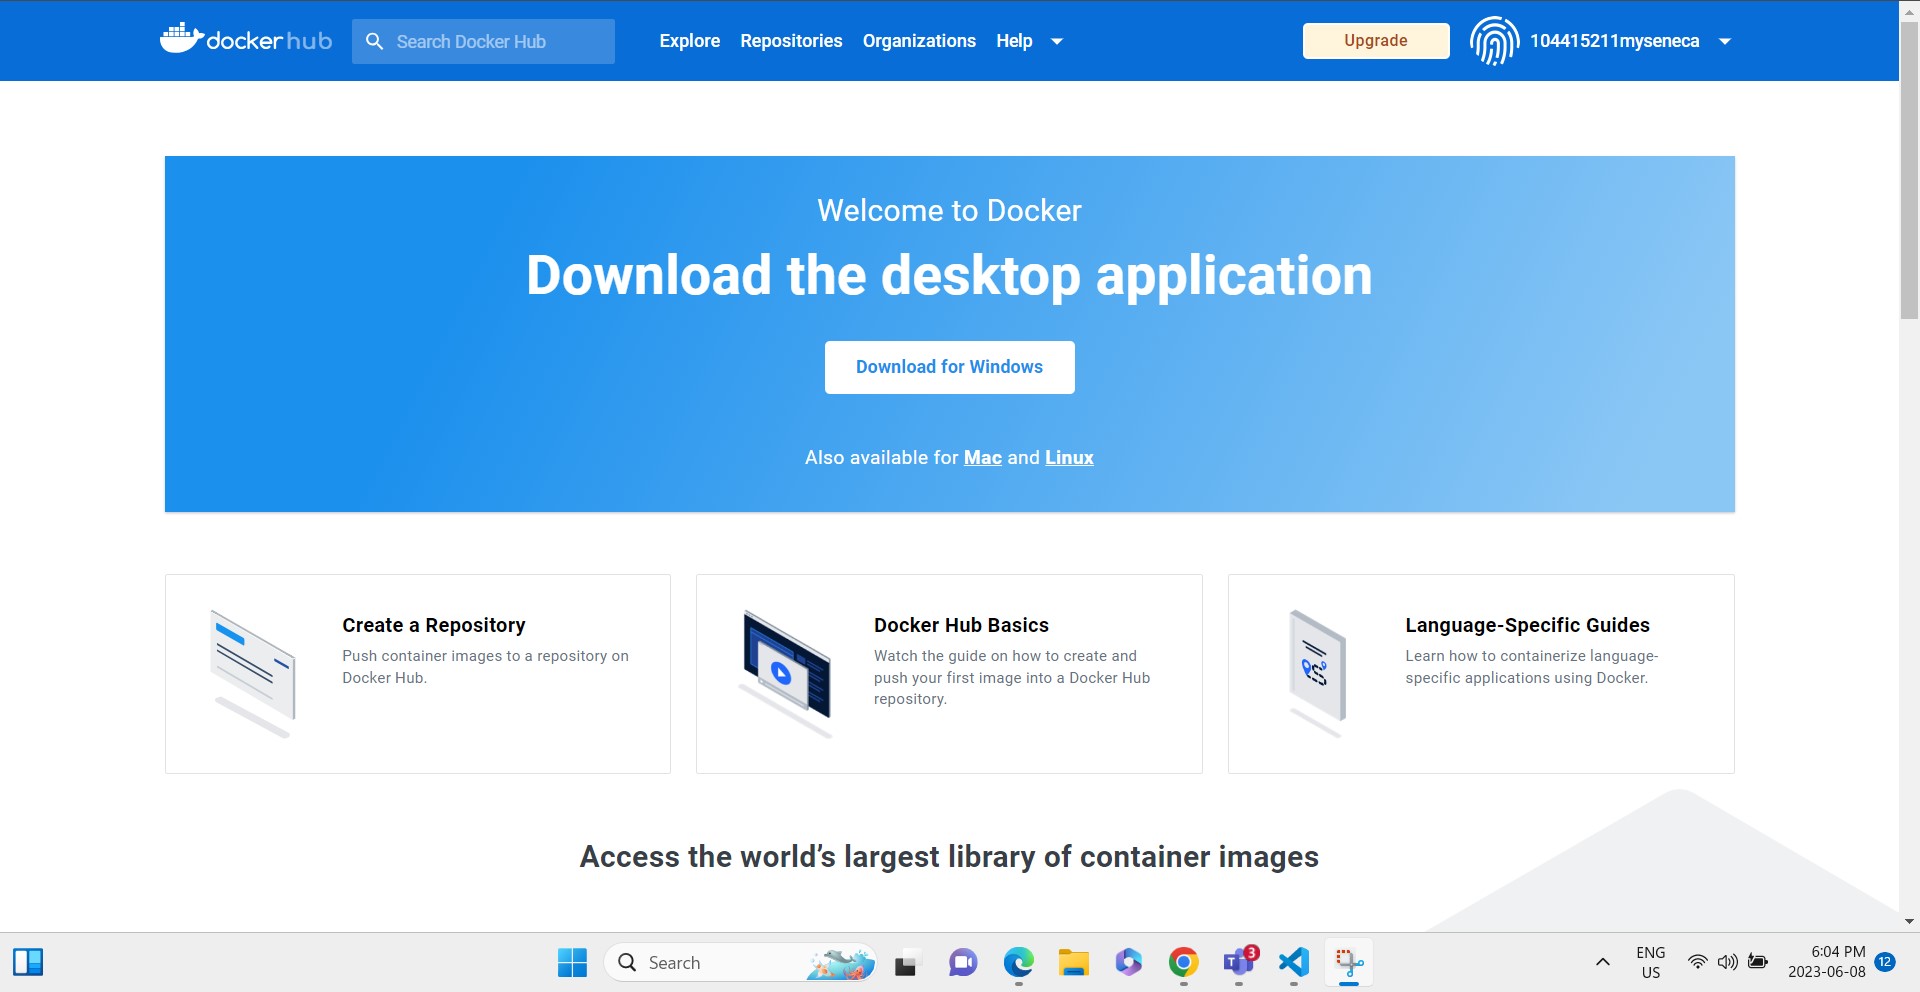 docker hub
Search Docker Hub
Explore
Repositories
Organizations
Help
Upgrade
104415211myseneca
Welcome to Docker
Download the desktop application
Download for Windows
Also available for Mac and Linux
Create a Repository
Push container images to a repository on
Docker Hub.
Docker Hub Basics
Watch the guide on how to create and
push your first image into a Docker Hub
repository.
Language-Specific Guides
Learn how to containerize language-
specific applications using Docker.
Access the world’s largest library of container images
Search
T
3
ENG
US
6:04 PM
2023-06-08
12